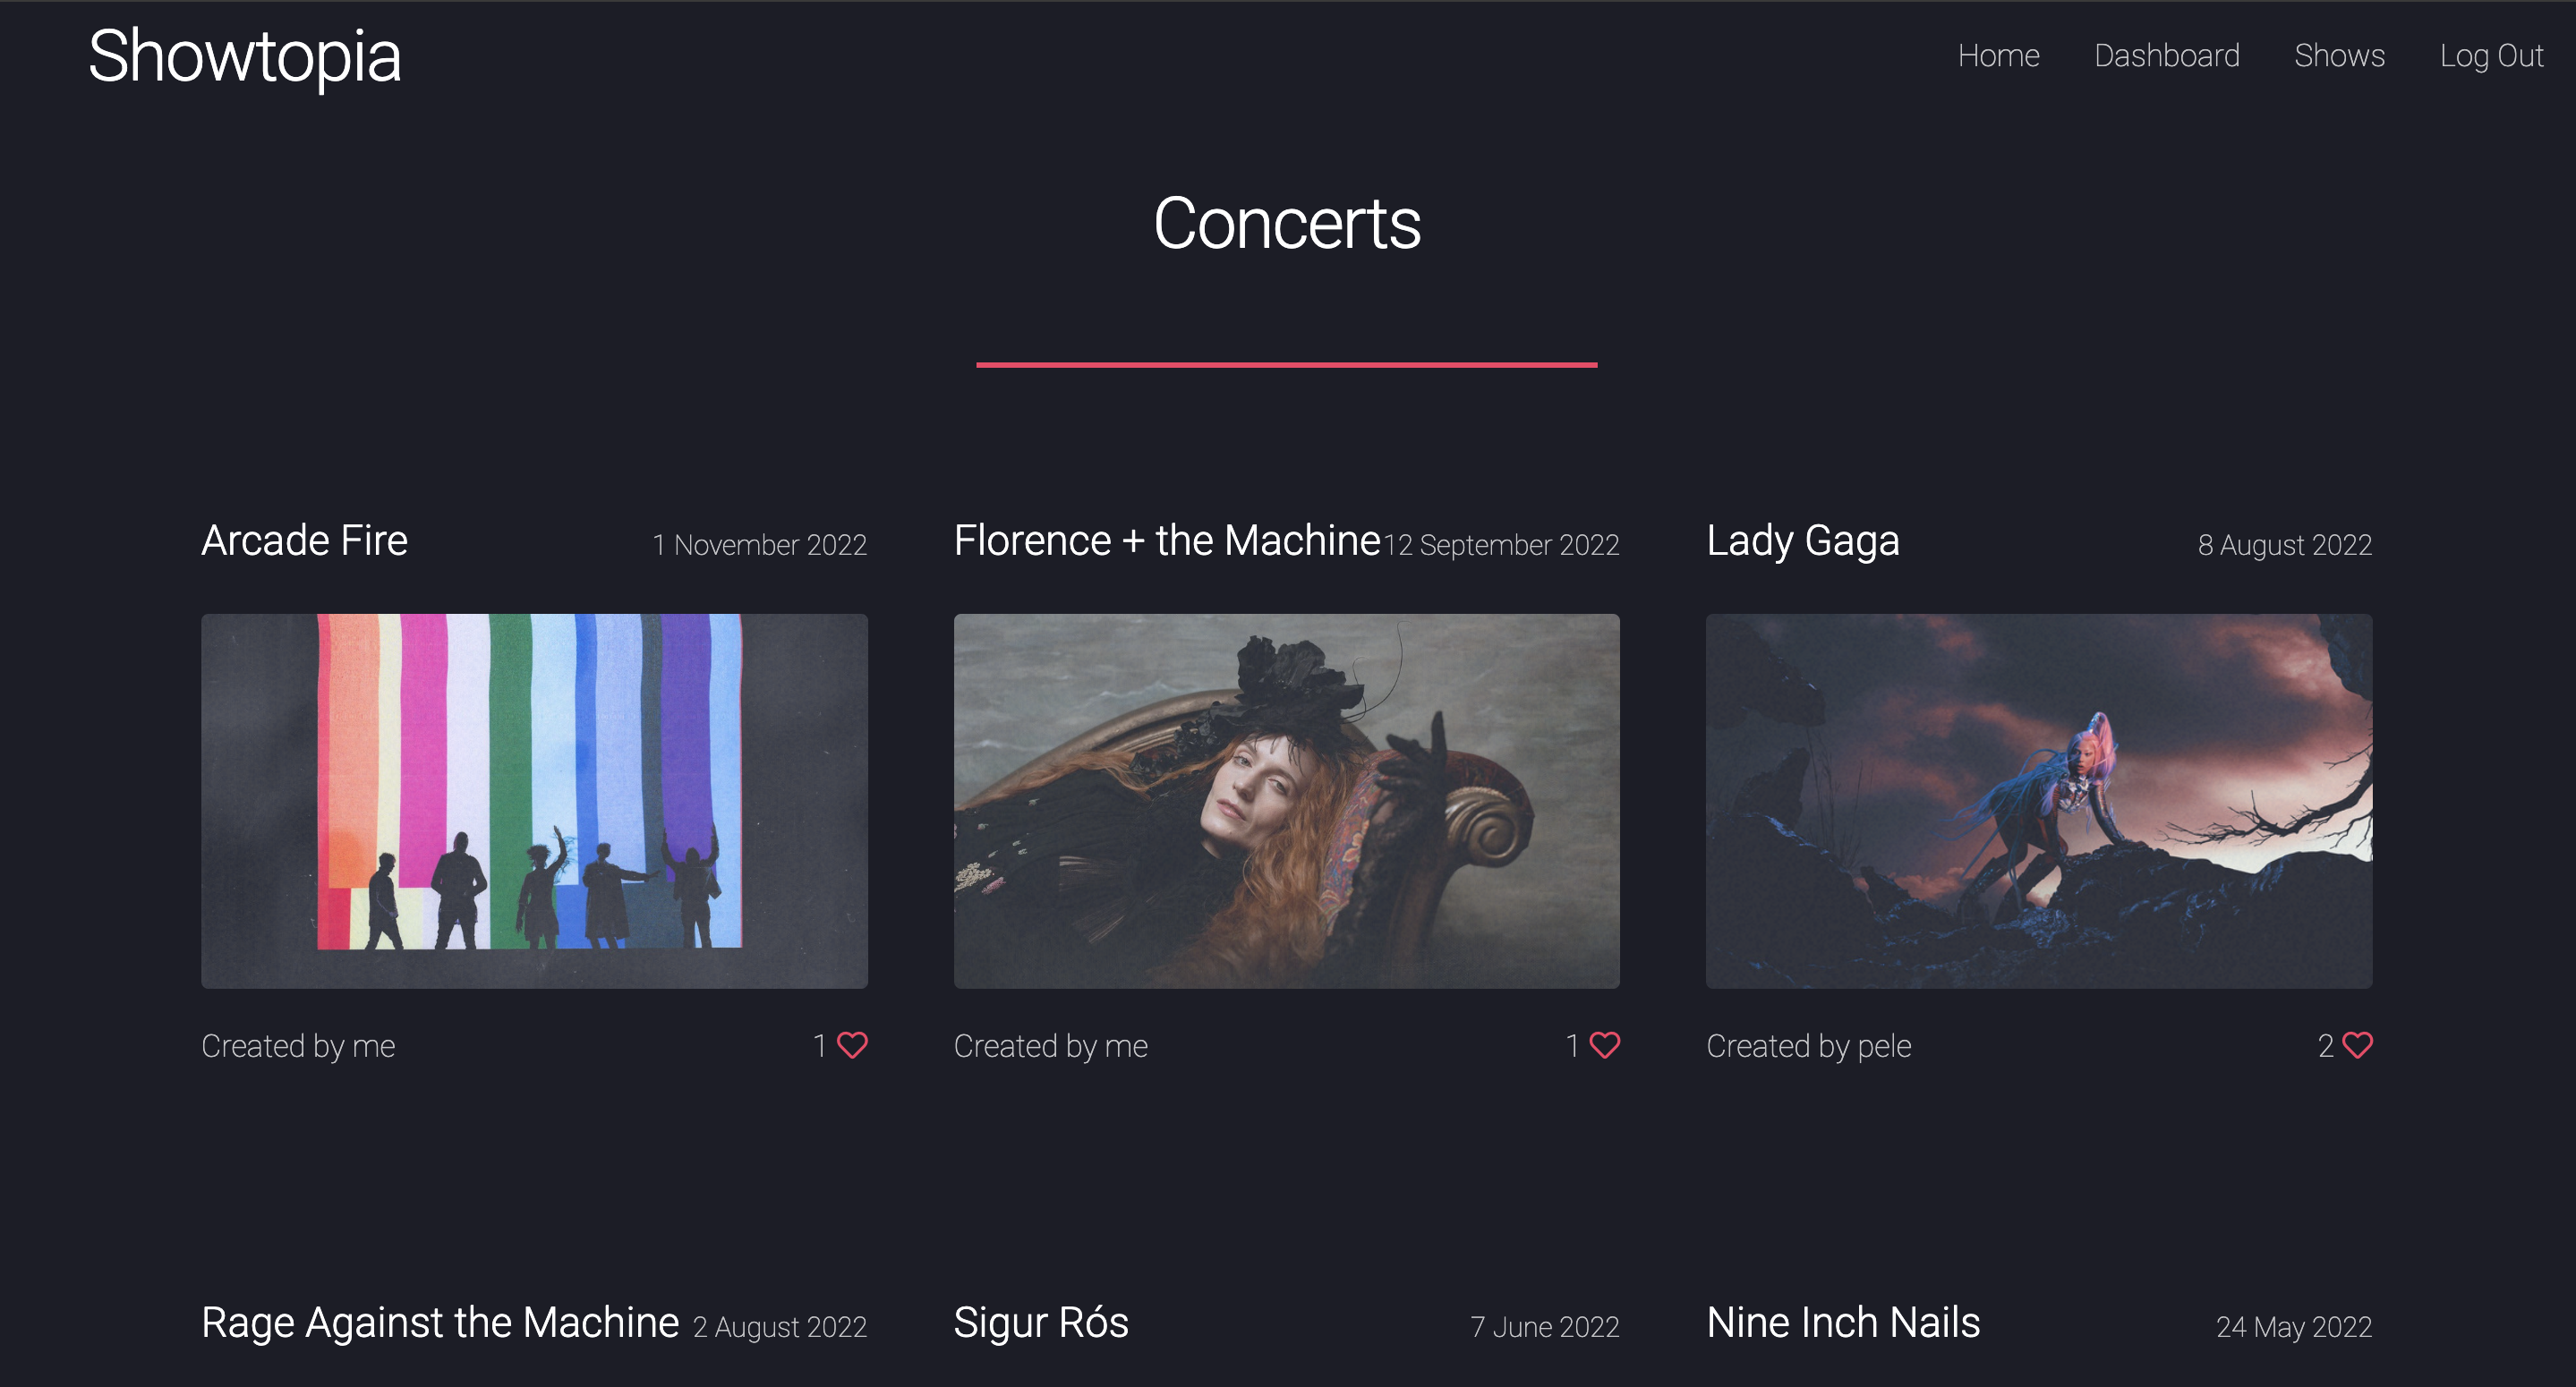 Showtopia
Home Dashboard Shows Log Out
Concerts
Arcade Fire 1 November 2022
Florence + the Machine 12 September 2022
Lady Gaga 8 August 2022
Created by me 1
Created by me 1
Created by pele 2
Rage Against the Machine 2 August 2022
Sigur Rós 7 June 2022
Nine Inch Nails 24 May 2022